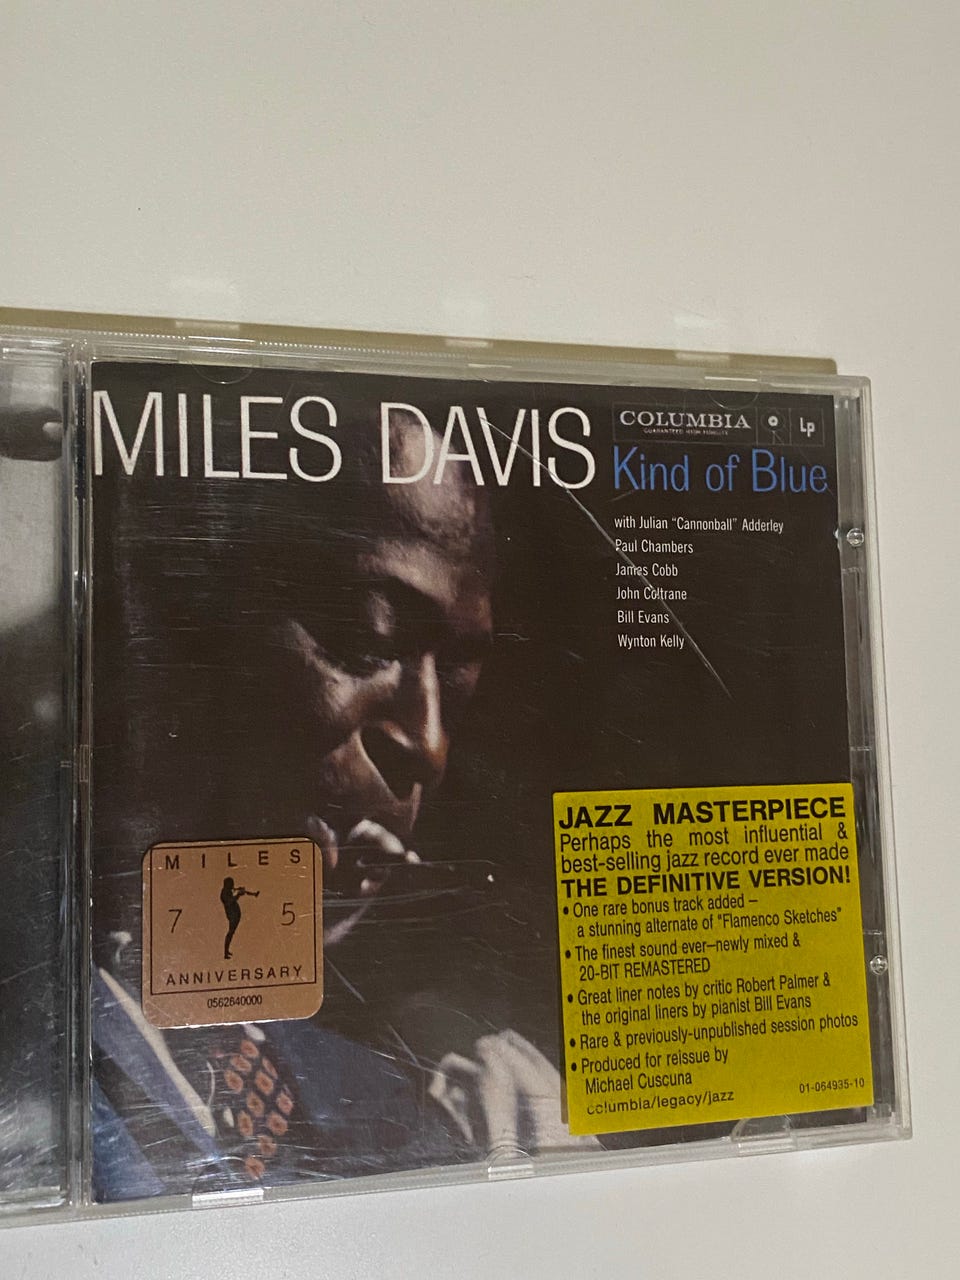 MILES DAVIS
COLUMBIA
GUARANTEED HIGH FIDELITY
Lp
Kind of Blue
with Julian “Cannonball” Adderley
Paul Chambers
James Cobb
John Coltrane
Bill Evans
Wynton Kelly
MILES
7 5
ANNIVERSARY
0562640000
JAZZ MASTERPIECE
Perhaps the most influential &
best-selling jazz record ever made
THE DEFINITIVE VERSION!
• One rare bonus track added –
a stunning alternate of "Flamenco Sketches"
• The finest sound ever–newly mixed &
20-BIT REMASTERED
• Great liner notes by critic Robert Palmer &
the original liners by pianist Bill Evans
• Rare & previously-unpublished session photos
• Produced for reissue by
Michael Cuscuna
columbia/legacy/jazz
01-064935-10